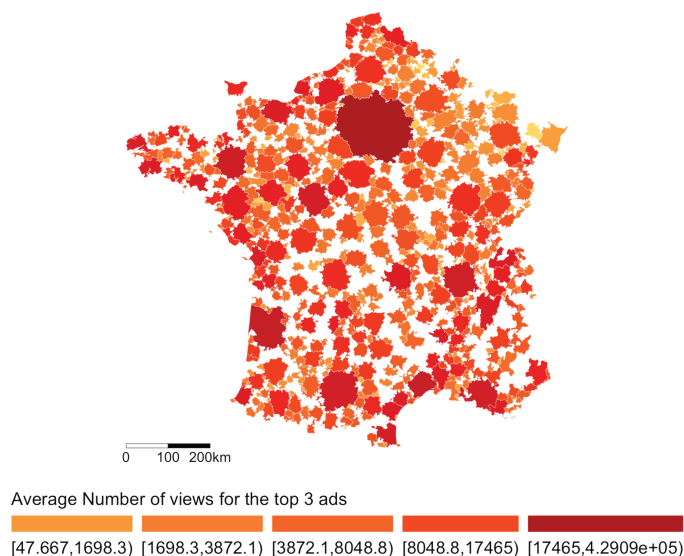 0 100 200km
Average Number of views for the top 3 ads
[47.667,1698.3) [1698.3,3872.1) [3872.1,8048.8) [8048.8,17465) [17465,4.2909e+05)